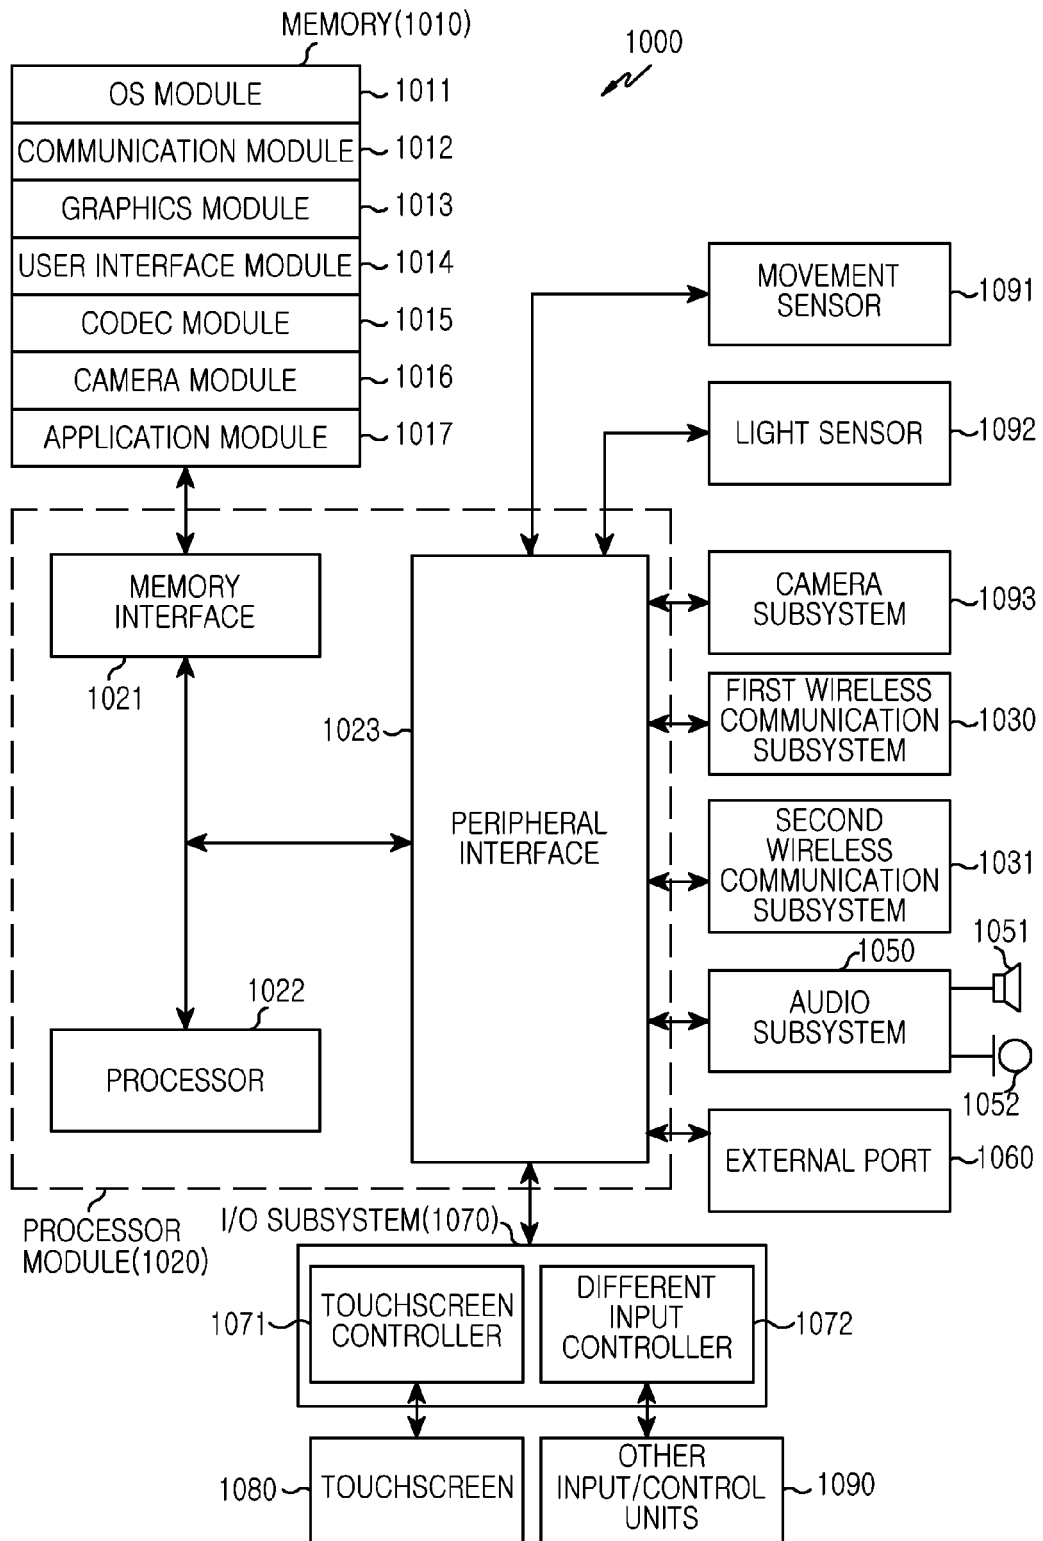 MEMORY(1010)
1000
OS MODULE
1011
COMMUNICATION MODULE
1012
GRAPHICS MODULE
1013
USER INTERFACE MODULE
1014
CODEC MODULE
1015
CAMERA MODULE
1016
APPLICATION MODULE
1017
MOVEMENT
SENSOR
1091
LIGHT SENSOR
1092
MEMORY
INTERFACE
1021
CAMERA
SUBSYSTEM
1093
FIRST WIRELESS
COMMUNICATION
SUBSYSTEM
1030
1023
PERIPHERAL
INTERFACE
SECOND
WIRELESS
COMMUNICATION
SUBSYSTEM
1031
1050
1051
AUDIO
SUBSYSTEM
1052
1022
PROCESSOR
EXTERNAL PORT
1060
PROCESSOR
MODULE(1020)
I/O SUBSYSTEM(1070)
1071
TOUCHSCREEN
CONTROLLER
DIFFERENT
INPUT
CONTROLLER
1072
1080
TOUCHSCREEN
OTHER
INPUT/CONTROL
UNITS
1090